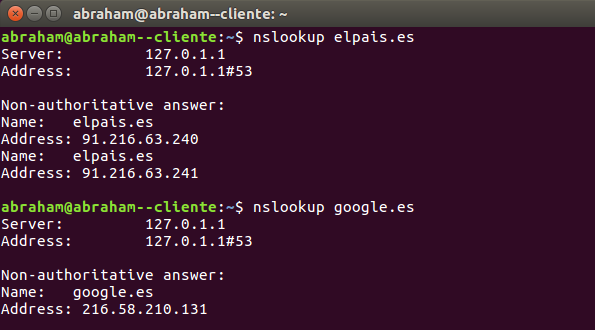 abraham@abraham--cliente: ~
abraham@abraham--cliente:~$ nslookup elpais.es
Server:         127.0.1.1
Address:        127.0.1.1#53

Non-authoritative answer:
Name:   elpais.es
Address: 91.216.63.240
Name:   elpais.es
Address: 91.216.63.241

abraham@abraham--cliente:~$ nslookup google.es
Server:         127.0.1.1
Address:        127.0.1.1#53

Non-authoritative answer:
Name:   google.es
Address: 216.58.210.131